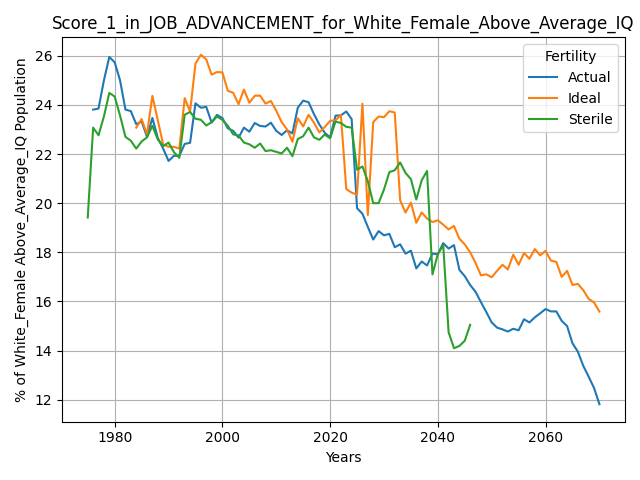 Score_1_in_JOB_ADVANCEMENT_for_White_Female_Above_Average_IQ
% of White_Female Above_Average_IQ Population
26
24
22
20
18
16
14
12
Fertility
Actual
Ideal
Sterile
1980
2000
2020
2040
2060
Years